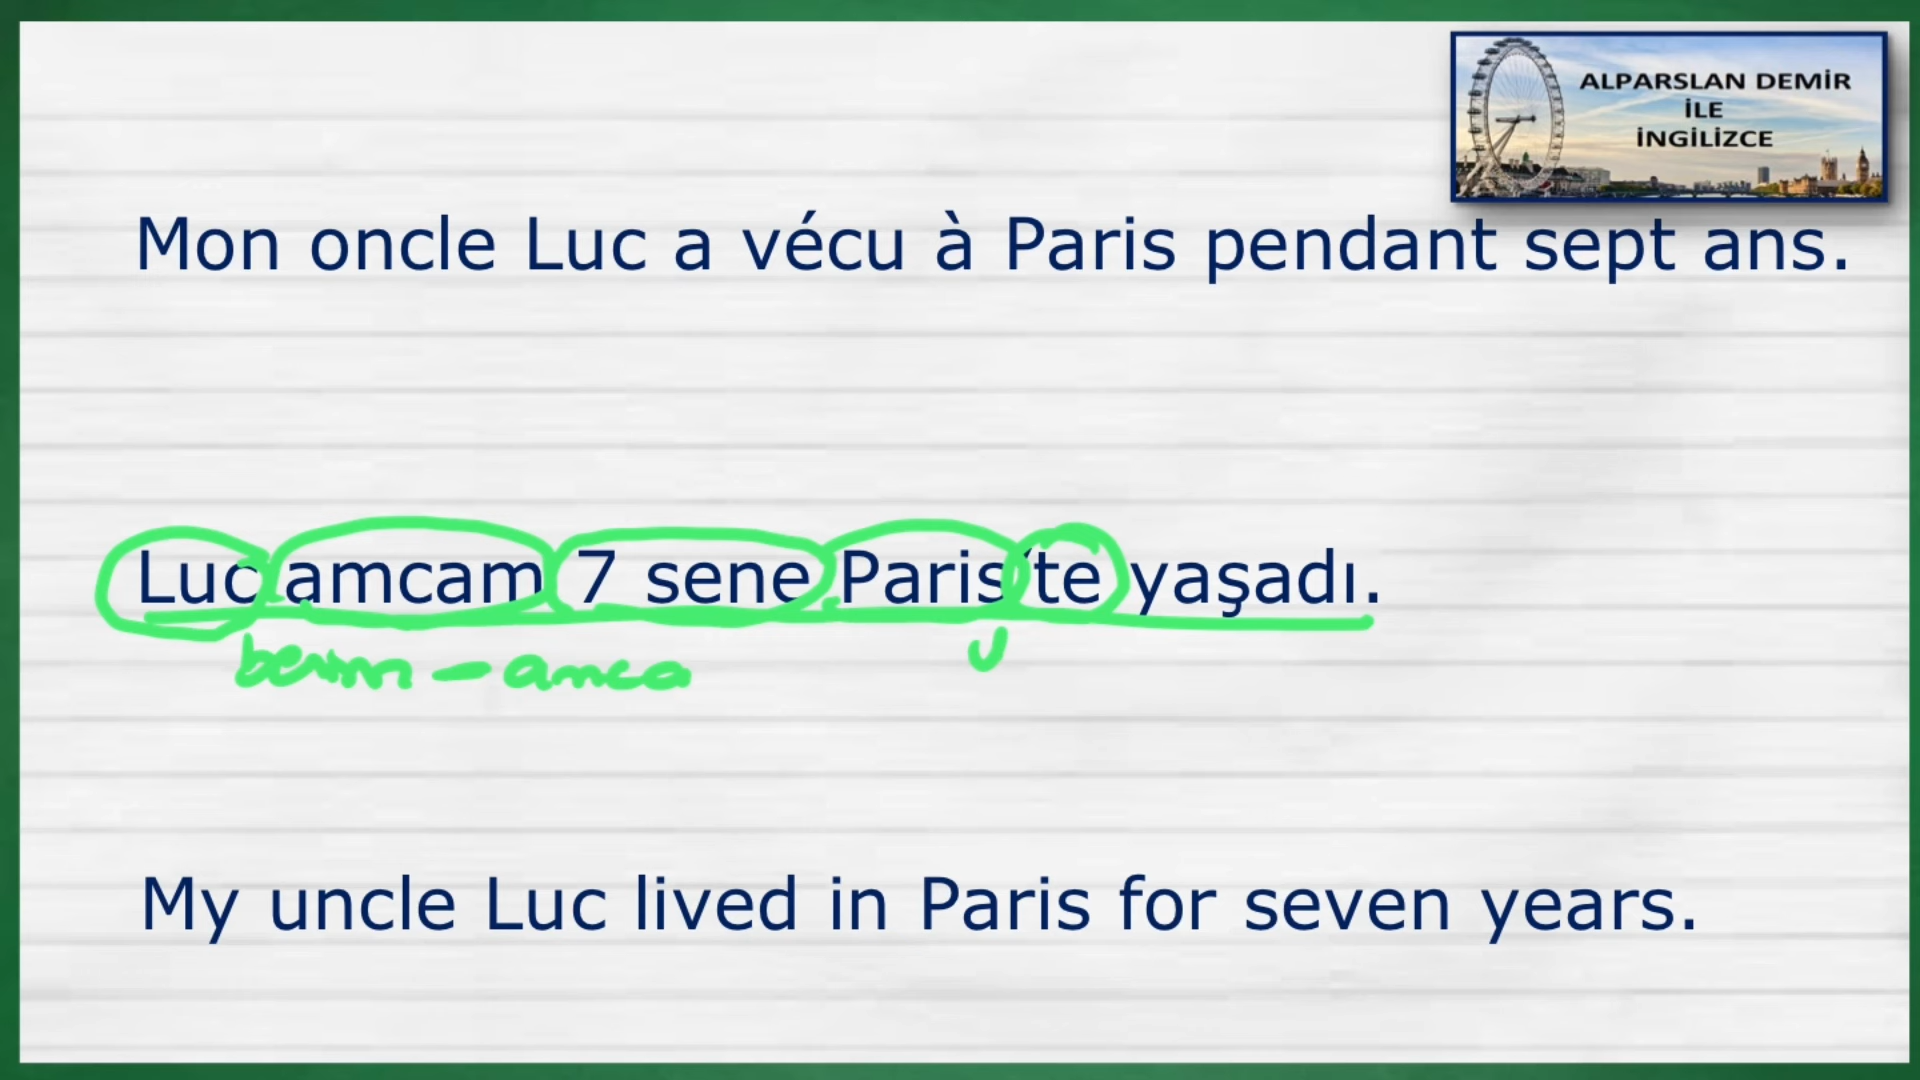 ALPARSLAN DEMİR
İLE
İNGİLİZCE
Mon oncle Luc a vécu à Paris pendant sept ans.
Luc amcam 7 sene Paris'te yaşadı.
benim - amca
My uncle Luc lived in Paris for seven years.